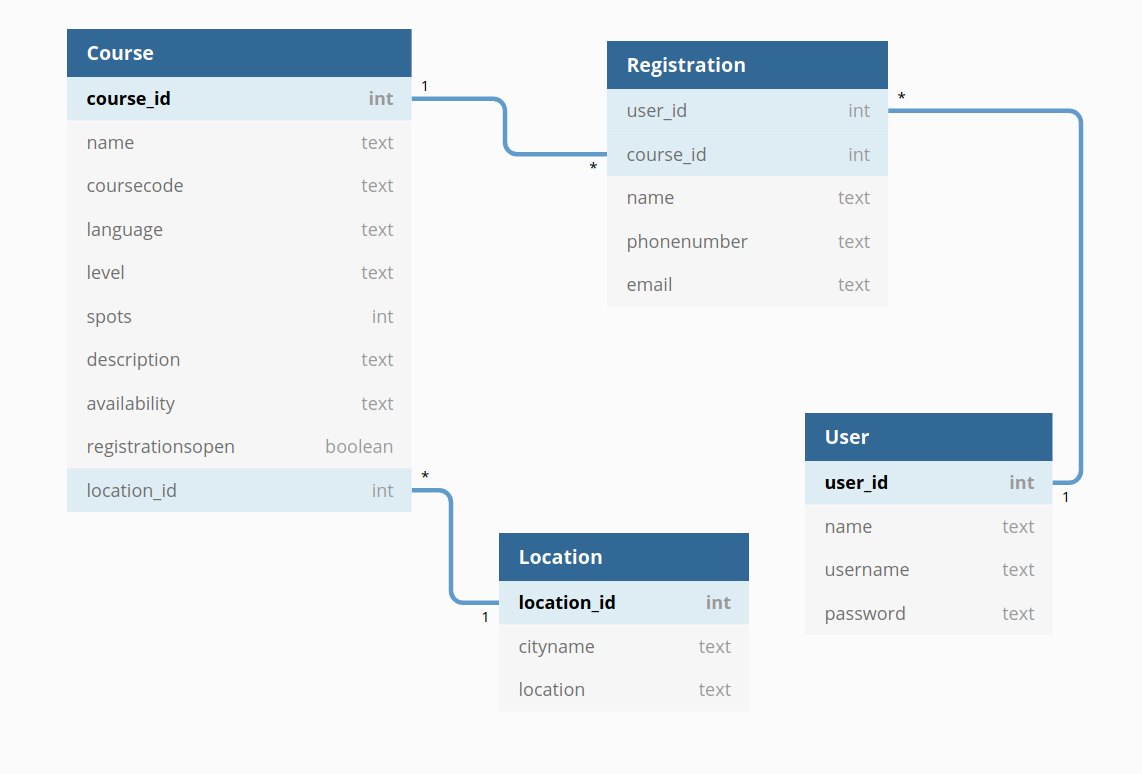 Course
course_id int
name text
coursecode text
language text
level text
spots int
description text
availability text
registrationsopen boolean
location_id int
1
*
*
1
Registration
user_id int
course_id int
name text
phonenumber text
email text
*
1
User
user_id int
name text
username text
password text
Location
location_id int
cityname text
location text